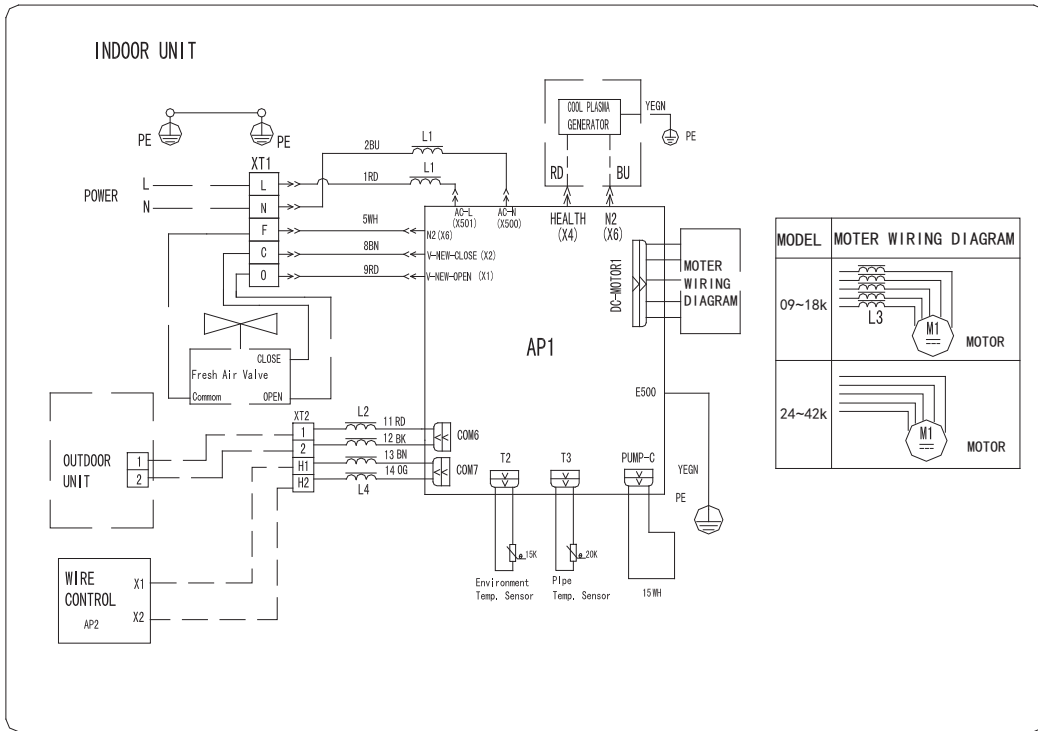 INDOOR UNIT
PE
PE
XT1
POWER
L
N
L
N
F
C
O
2BU
L1
1RD
L1
5WH
8BN
9RD
AC-L
(X501)
AC-N
(X500)
N2(X6)
V-NEW-CLOSE (X2)
V-NEW-OPEN (X1)
COOL PLASMA
GENERATOR
YEGN
PE
RD
BU
HEALTH
(X4)
N2
(X6)
DC-MOTOR1
MOTER
WIRING
DIAGRAM
AP1
E500
YEGN
PE
CLOSE
Fresh Air Valve
Commom
OPEN
OUTDOOR
UNIT
1
2
XT2
1
2
H1
H2
L2
11 RD
12 BK
13 BN
14 OG
L4
COM6
COM7
WIRE
CONTROL
AP2
X1
X2
T2
T3
PUMP-C
15K
20K
Environment
Temp. Sensor
PIpe
Temp. Sensor
15WH
MODEL
MOTER WIRING DIAGRAM
09~18k
L3
M1
MOTOR
24~42k
M1
MOTOR